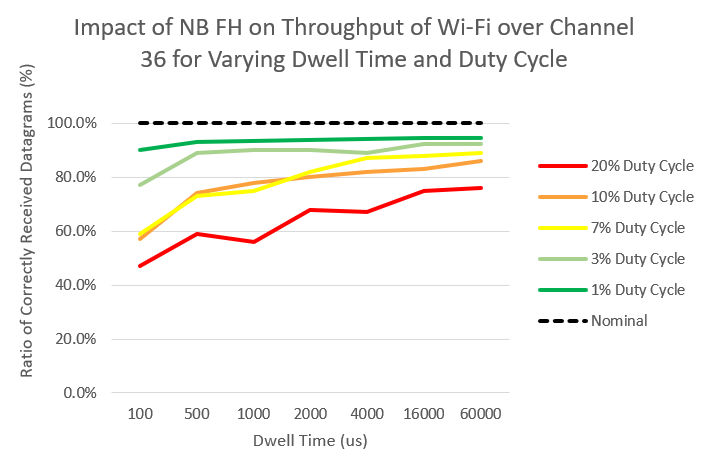 Impact of NB FH on Throughput of Wi-Fi over Channel
36 for Varying Dwell Time and Duty Cycle
Ratio of Correctly Received Datagrams (%)
100.0%
80.0%
60.0%
40.0%
20.0%
0.0%
100 500 1000 2000 4000 16000 60000
Dwell Time (us)
20% Duty Cycle
10% Duty Cycle
7% Duty Cycle
3% Duty Cycle
1% Duty Cycle
Nominal